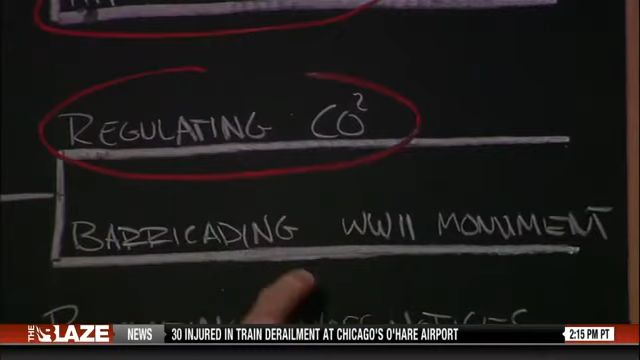 REGULATING CO²
BARRICADING WWII MONUMENT
THE BLAZE NEWS 30 INJURED IN TRAIN DERAILMENT AT CHICAGO'S O'HARE AIRPORT 2:15 PM PT